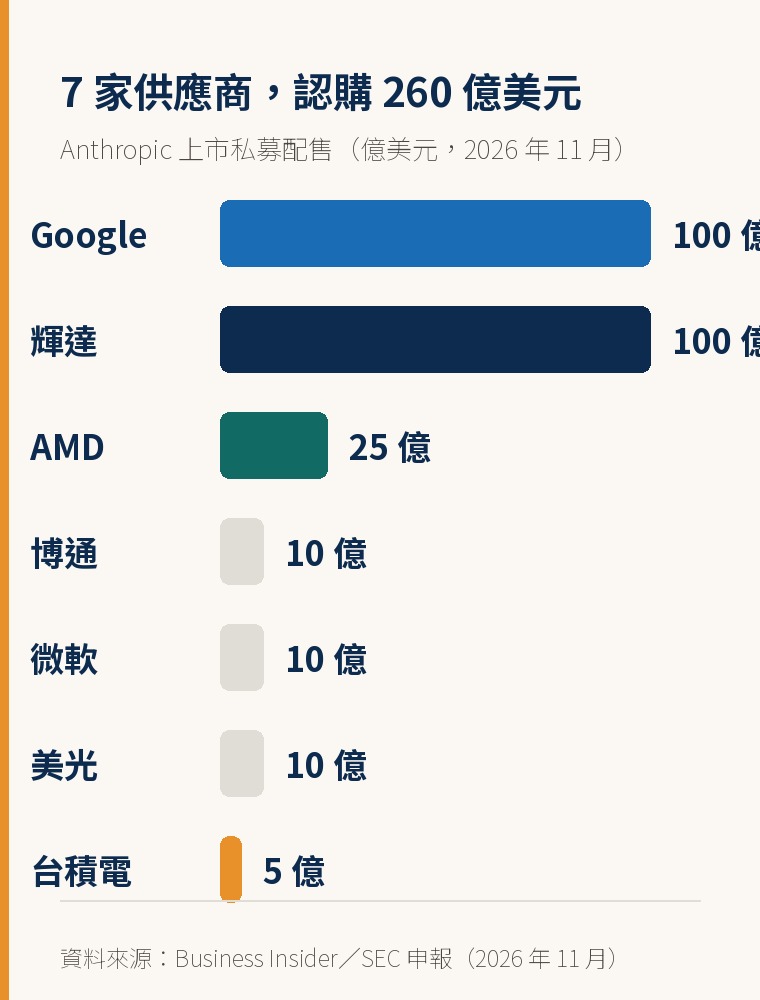 7 家供應商，認購 260 億美元
Anthropic 上市私募配售（億美元，2026 年 11 月）
Google 100
輝達 100
AMD 25 億
博通 10 億
微軟 10 億
美光 10 億
台積電 5 億
資料來源：Business Insider／SEC 申報（2026 年 11 月）